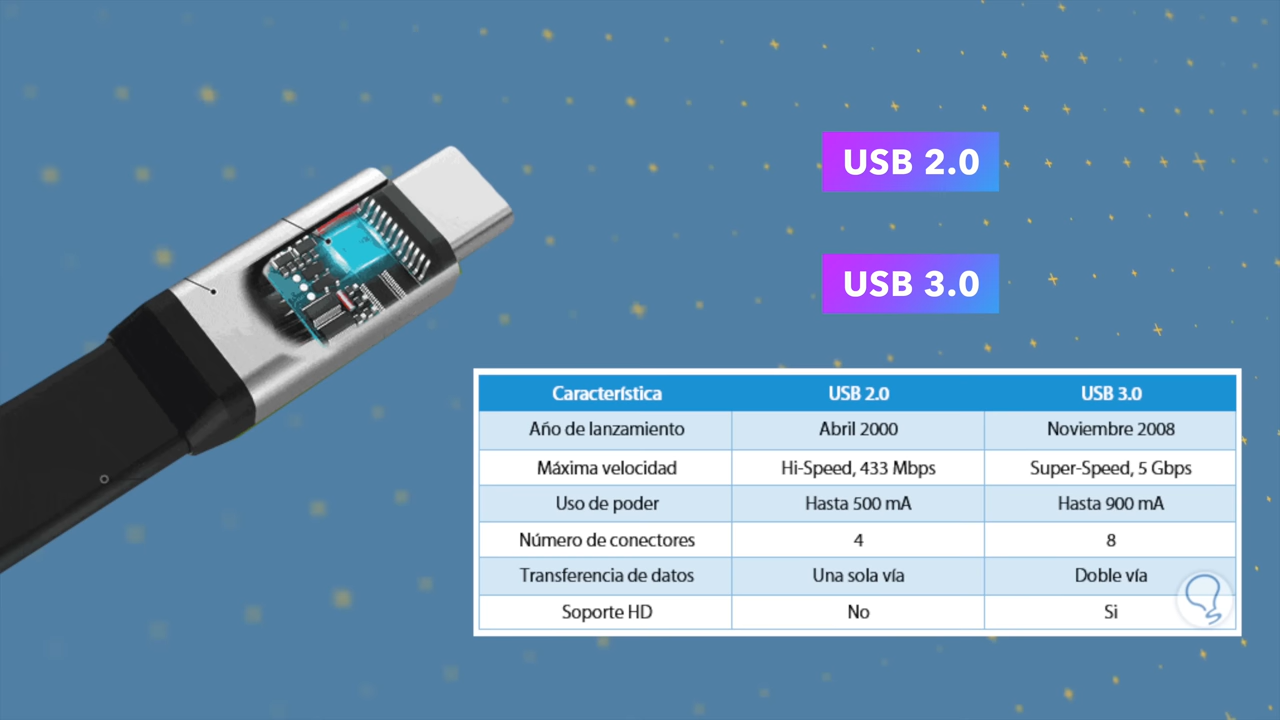 USB 2.0
USB 3.0
Característica USB 2.0 USB 3.0
Año de lanzamiento Abril 2000 Noviembre 2008
Máxima velocidad Hi-Speed, 433 Mbps Super-Speed, 5 Gbps
Uso de poder Hasta 500 mA Hasta 900 mA
Número de conectores 4 8
Transferencia de datos Una sola vía Doble vía
Soporte HD No Si